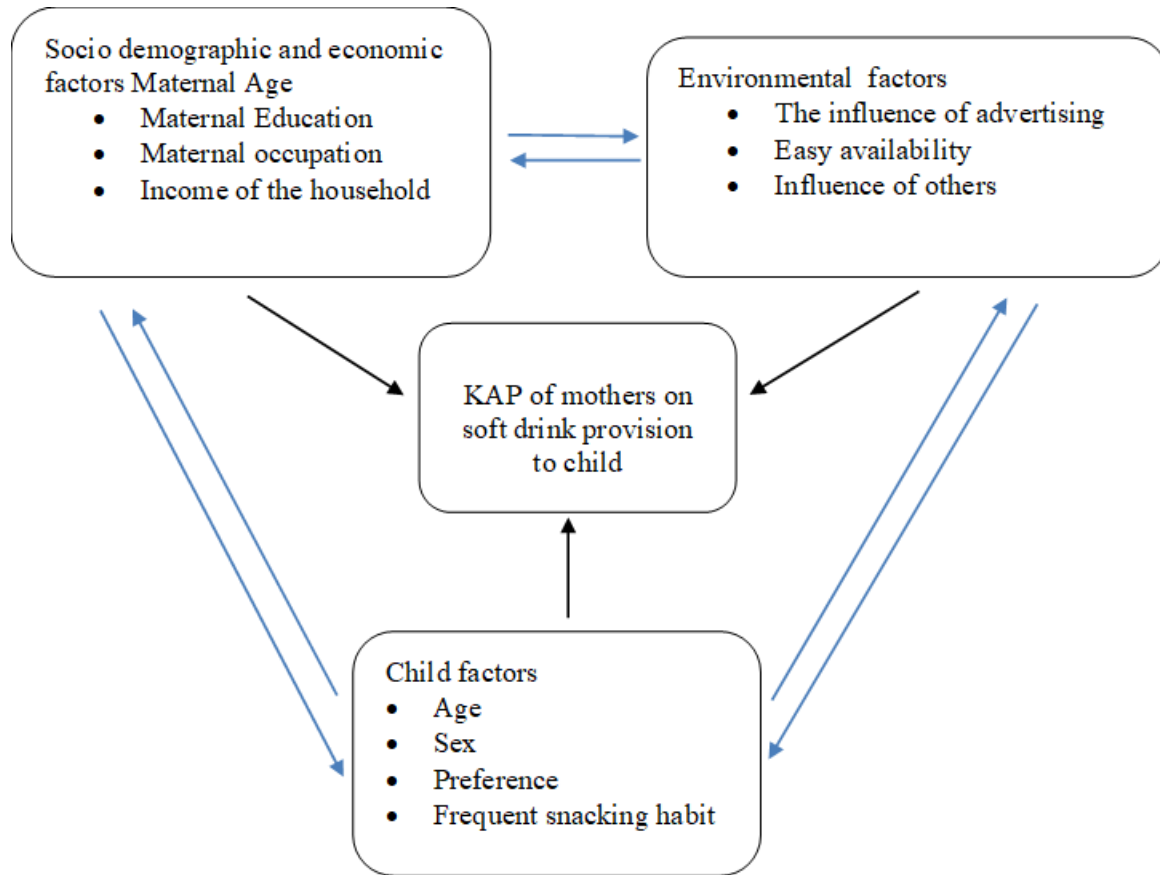 Socio demographic and economic
factors Maternal Age
• Maternal Education
• Maternal occupation
• Income of the household
Environmental factors
• The influence of advertising
• Easy availability
• Influence of others
KAP of mothers on
soft drink provision
to child
Child factors
• Age
• Sex
• Preference
• Frequent snacking habit